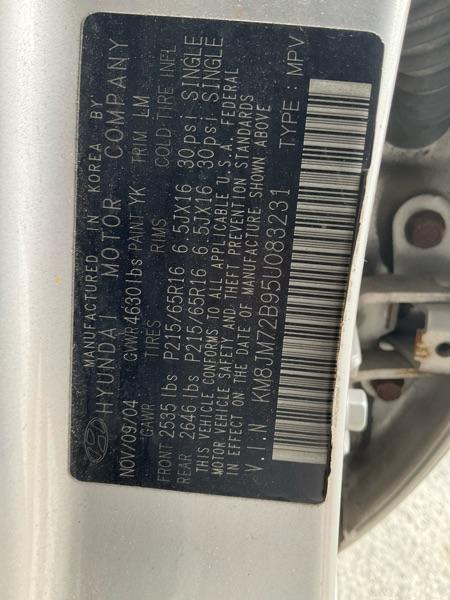 MANUFACTURED IN KOREA BY
HYUNDAI MOTOR COMPANY
NOV/09/04 GVWR 4630lbs PAINT YK TRIM LM
GAWR TIRES RIMS COLD TIRE INFL
FRONT 2535 lbs P215/65R16 6.5JX16 30psi SINGLE
REAR 2646 lbs P215/65R16 6.5JX16 30psi SINGLE
THIS VEHICLE CONFORMS TO ALL APPLICABLE U.S.A. FEDERAL
MOTOR VEHICLE SAFETY AND THEFT PREVENTION STANDARDS
IN EFFECT ON THE DATE OF MANUFACTURE SHOWN ABOVE
V.I.N KM8JM72B95U083231 TYPE: MPV